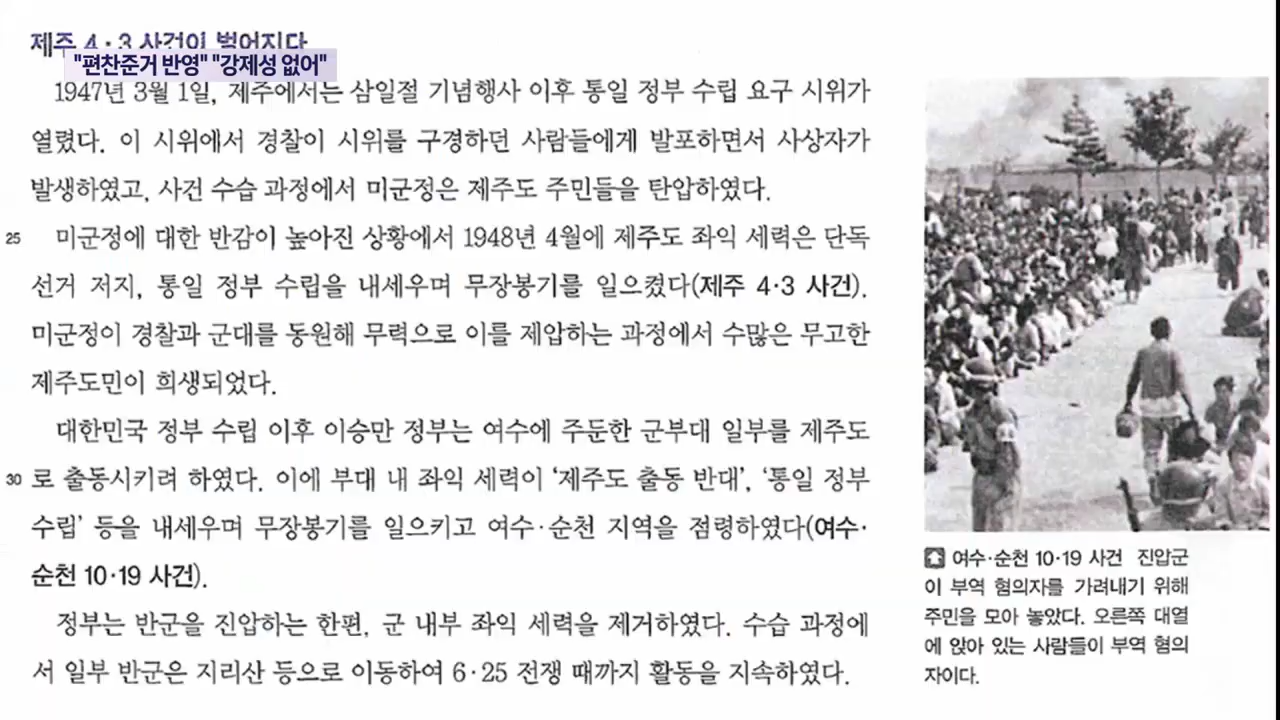 제주 4·3 사건이 벌어지다
"편찬준거 반영" "강제성 없어"
1947년 3월 1일, 제주에서는 삼일절 기념행사 이후 통일 정부 수립 요구 시위가
열렸다. 이 시위에서 경찰이 시위를 구경하던 사람들에게 발포하면서 사상자가
발생하였고, 사건 수습 과정에서 미군정은 제주도 주민들을 탄압하였다.
25 미군정에 대한 반감이 높아진 상황에서 1948년 4월에 제주도 좌익 세력은 단독
선거 저지, 통일 정부 수립을 내세우며 무장봉기를 일으켰다(제주 4·3 사건).
미군정이 경찰과 군대를 동원해 무력으로 이를 제압하는 과정에서 수많은 무고한
제주도민이 희생되었다.
대한민국 정부 수립 이후 이승만 정부는 여수에 주둔한 군부대 일부를 제주도
30 로 출동시키려 하였다. 이에 부대 내 좌익 세력이 '제주도 출동 반대', '통일 정부
수립' 등을 내세우며 무장봉기를 일으키고 여수·순천 지역을 점령하였다(여수·
순천 10·19 사건).
정부는 반군을 진압하는 한편, 군 내부 좌익 세력을 제거하였다. 수습 과정에
서 일부 반군은 지리산 등으로 이동하여 6·25 전쟁 때까지 활동을 지속하였다.
여수·순천 10·19 사건 진압군
이 부역 혐의자를 가려내기 위해
주민을 모아 놓았다. 오른쪽 대열
에 앉아 있는 사람들이 부역 혐의
자이다.